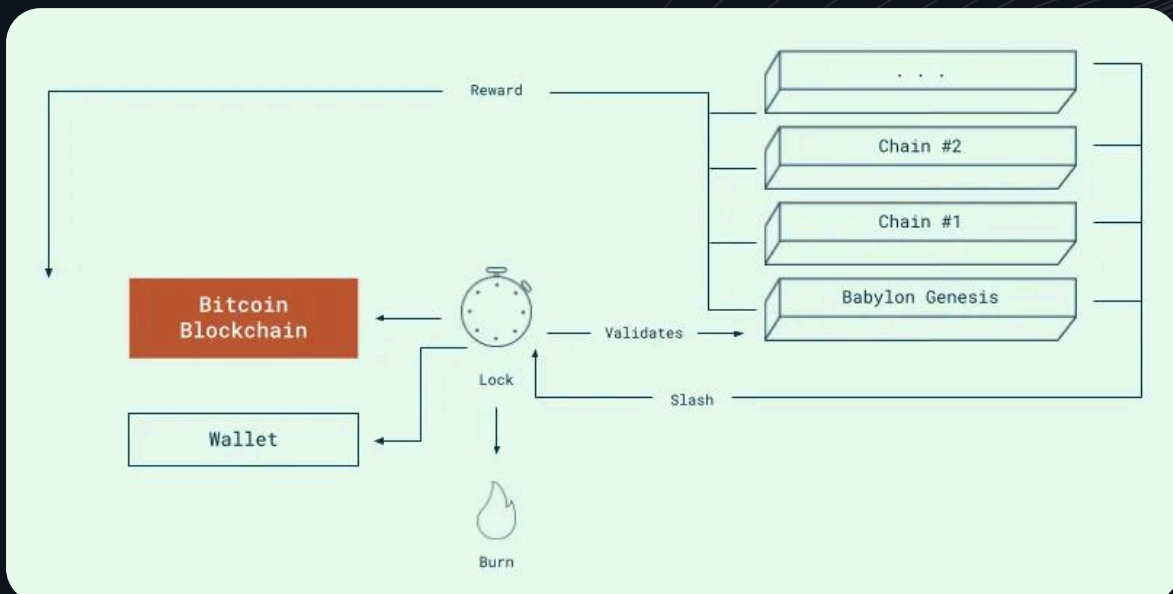 Reward
. . .
Chain #2
Chain #1
Babylon Genesis
Bitcoin
Blockchain
Validates
Lock
Slash
Wallet
Burn